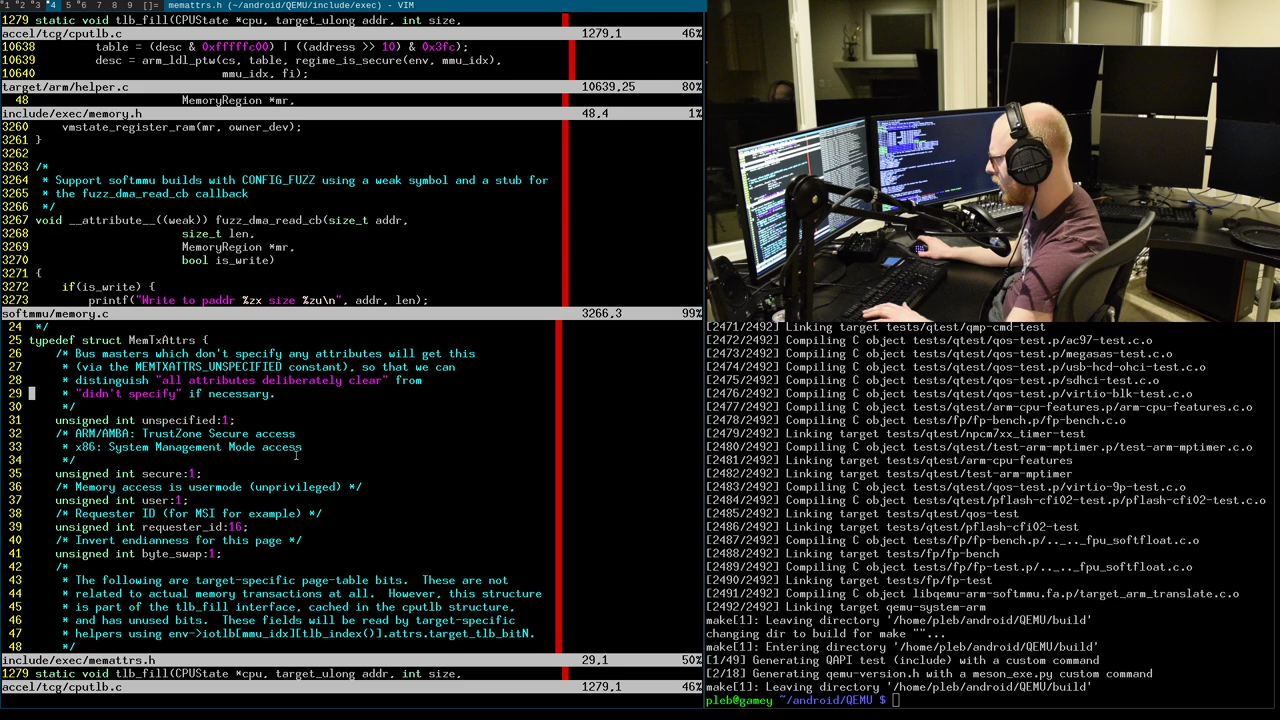 1 2 3 4 5 6 7 8 9 []= memattrs.h (~/android/QEMU/include/exec) - VIM
1279 static void tlb_fill(CPUState *cpu, target_ulong addr, int size,
accel/tcg/cputlb.c 1279,1 46%
10638 table = (desc & 0xfffffc00) | ((address >> 10) & 0x3fc);
10639 desc = arm_ldl_ptw(cs, table, regime_is_secure(env, mmu_idx),
10640 mmu_idx, fi);
target/arm/helper.c 10639,25 80%
48 MemoryRegion *mr,
include/exec/memory.h 48,4 1%
3260 vmstate_register_ram(mr, owner_dev);
3261 }
3262
3263 /*
3264 * Support softmmu builds with CONFIG_FUZZ using a weak symbol and a stub for
3265 * the fuzz_dma_read_cb callback
3266 */
3267 void __attribute__((weak)) fuzz_dma_read_cb(size_t addr,
3268 size_t len,
3269 MemoryRegion *mr,
3270 bool is_write)
3271 {
3272 if(is_write) {
3273 printf("Write to paddr %zx size %zu\n", addr, len);
softmmu/memory.c 3266,3 99%
24 */
25 typedef struct MemTxAttrs {
26 /* Bus masters which don't specify any attributes will get this
27 * (via the MEMTXATTRS_UNSPECIFIED constant), so that we can
28 * distinguish "all attributes deliberately clear" from
29 * "didn't specify" if necessary.
30 */
31 unsigned int unspecified:1;
32 /* ARM/AMBA: TrustZone Secure access
33 * x86: System Management Mode access
34 */
35 unsigned int secure:1;
36 /* Memory access is usermode (unprivileged) */
37 unsigned int user:1;
38 /* Requester ID (for MSI for example) */
39 unsigned int requester_id:16;
40 /* Invert endianness for this page */
41 unsigned int byte_swap:1;
42 /*
43 * The following are target-specific page-table bits. These are not
44 * related to actual memory transactions at all. However, this structure
45 * is part of the tlb_fill interface, cached in the cputlb structure,
46 * and has unused bits. These fields will be read by target-specific
47 * helpers using env->iotlb[mmu_idx][tlb_index()].attrs.target_tlb_bitN.
48 */
include/exec/memattrs.h 29,1 50%
1279 static void tlb_fill(CPUState *cpu, target_ulong addr, int size,
accel/tcg/cputlb.c 1279,1 46%
[2471/2492] Linking target tests/qtest/qmp-cmd-test
[2472/2492] Compiling C object tests/qtest/qos-test.p/ac97-test.c.o
[2473/2492] Compiling C object tests/qtest/qos-test.p/megasas-test.c.o
[2474/2492] Compiling C object tests/qtest/qos-test.p/usb-hcd-ohci-test.c.o
[2475/2492] Compiling C object tests/qtest/qos-test.p/sdhci-test.c.o
[2476/2492] Compiling C object tests/qtest/qos-test.p/virtio-blk-test.c.o
[2477/2492] Compiling C object tests/qtest/arm-cpu-features.p/arm-cpu-features.c.o
[2478/2492] Compiling C object tests/fp/fp-bench.p/fp-bench.c.o
[2479/2492] Linking target tests/qtest/npcm7xx_timer-test
[2480/2492] Compiling C object tests/qtest/test-arm-mptimer.p/test-arm-mptimer.c.o
[2481/2492] Linking target tests/qtest/arm-cpu-features
[2482/2492] Linking target tests/qtest/test-arm-mptimer
[2483/2492] Compiling C object tests/qtest/qos-test.p/virtio-9p-test.c.o
[2484/2492] Compiling C object tests/qtest/pflash-cfi02-test.p/pflash-cfi02-test.c.o
[2485/2492] Linking target tests/qtest/qos-test
[2486/2492] Linking target tests/qtest/pflash-cfi02-test
[2487/2492] Compiling C object tests/fp/fp-bench.p/.._.._fpu_softfloat.c.o
[2488/2492] Linking target tests/fp/fp-bench
[2489/2492] Compiling C object tests/fp/fp-test.p/.._.._fpu_softfloat.c.o
[2490/2492] Linking target tests/fp/fp-test
[2491/2492] Compiling C object libqemu-arm-softmmu.fa.p/target_arm_translate.c.o
[2492/2492] Linking target qemu-system-arm
make[1]: Leaving directory '/home/pleb/android/QEMU/build'
changing dir to build for make ""...
make[1]: Entering directory '/home/pleb/android/QEMU/build'
[1/49] Generating QAPI test (include) with a custom command
[2/18] Generating qemu-version.h with a meson_exe.py custom command
make[1]: Leaving directory '/home/pleb/android/QEMU/build'
pleb@gamey ~/android/QEMU $